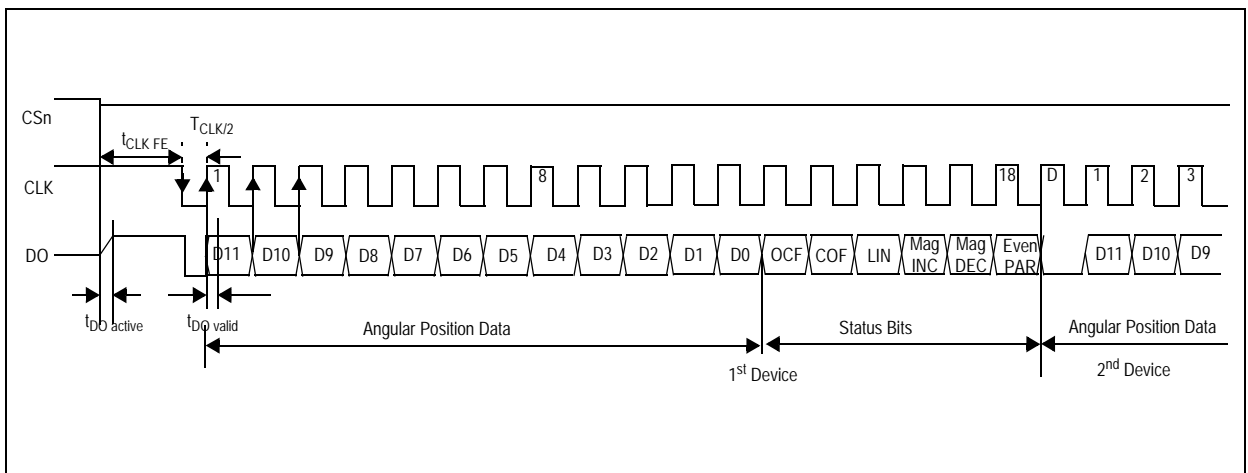 CSn
tCLK FE
TCLK/2
CLK
1
8
18
D
1
2
3
DO
D11
D10
D9
D8
D7
D6
D5
D4
D3
D2
D1
D0
OCF
COF
LIN
Mag
INC
Mag
DEC
Even
PAR
D11
D10
D9
tDO active
tDO valid
Angular Position Data
Status Bits
Angular Position Data
1st Device
2nd Device